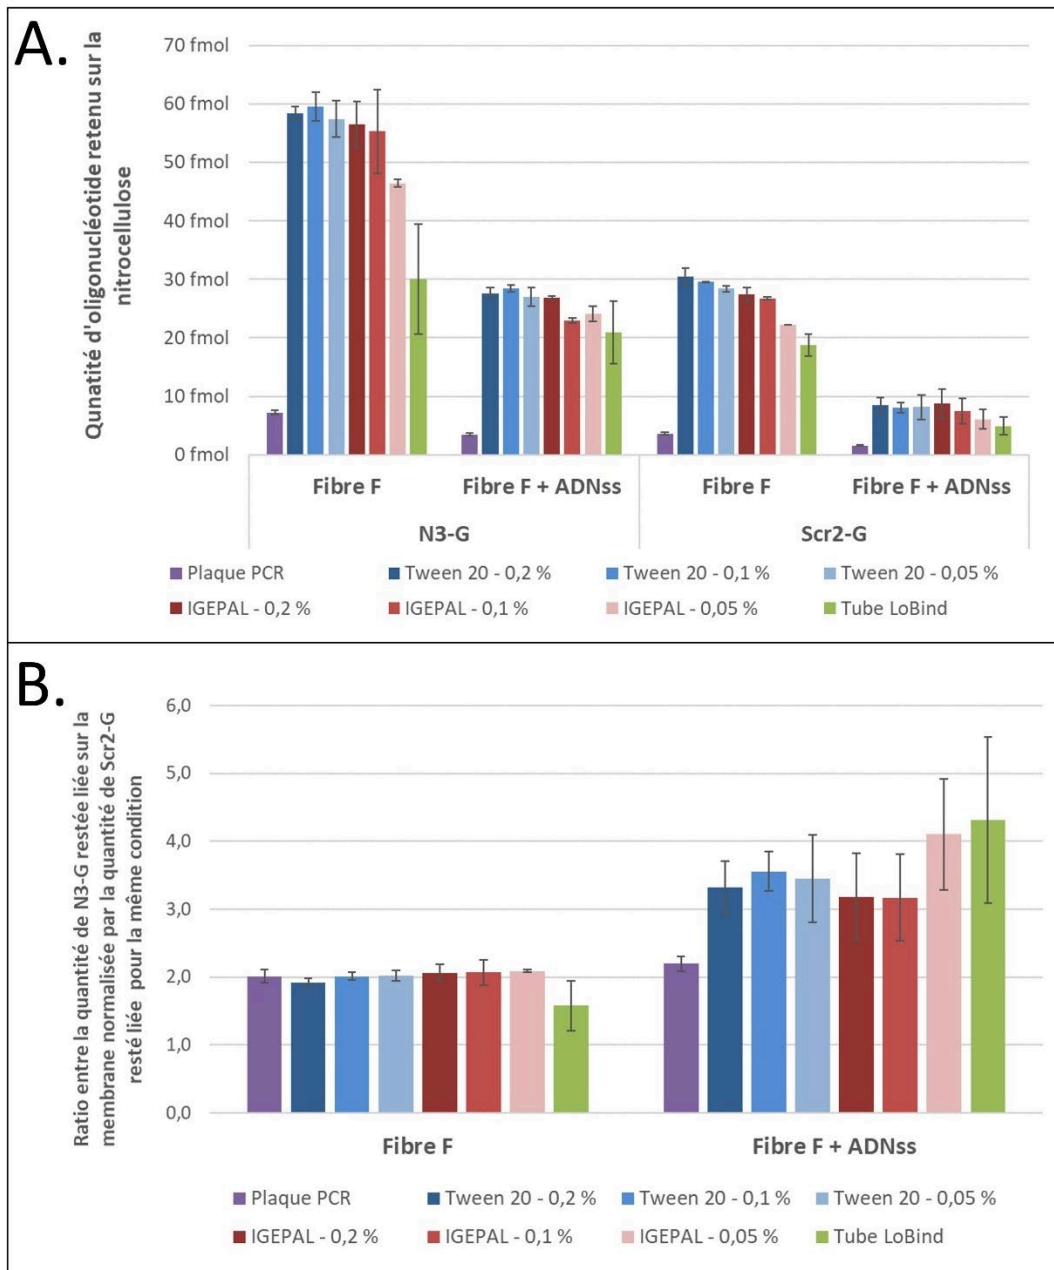 A.
Qunatité d'oligonucléotide retenu sur la
nitrocellulose
70 fmol
60 fmol
50 fmol
40 fmol
30 fmol
20 fmol
10 fmol
0 fmol
Fibre F
Fibre F + ADNss
Fibre F
Fibre F + ADNss
N3-G
Scr2-G
Plaque PCR
Tween 20 - 0,2 %
Tween 20 - 0,1 %
Tween 20 - 0,05 %
IGEPAL - 0,2 %
IGEPAL - 0,1 %
IGEPAL - 0,05 %
Tube LoBind
B.
Ratio entre la quantité de N3-G restée liée sur la
membrane normalisée par la quantité de Scr2-G
resté liée pour la même condition
6,0
5,0
4,0
3,0
2,0
1,0
0,0
Fibre F
Fibre F + ADNss
Plaque PCR
Tween 20 - 0,2 %
Tween 20 - 0,1 %
Tween 20 - 0,05 %
IGEPAL - 0,2 %
IGEPAL - 0,1 %
IGEPAL - 0,05 %
Tube LoBind